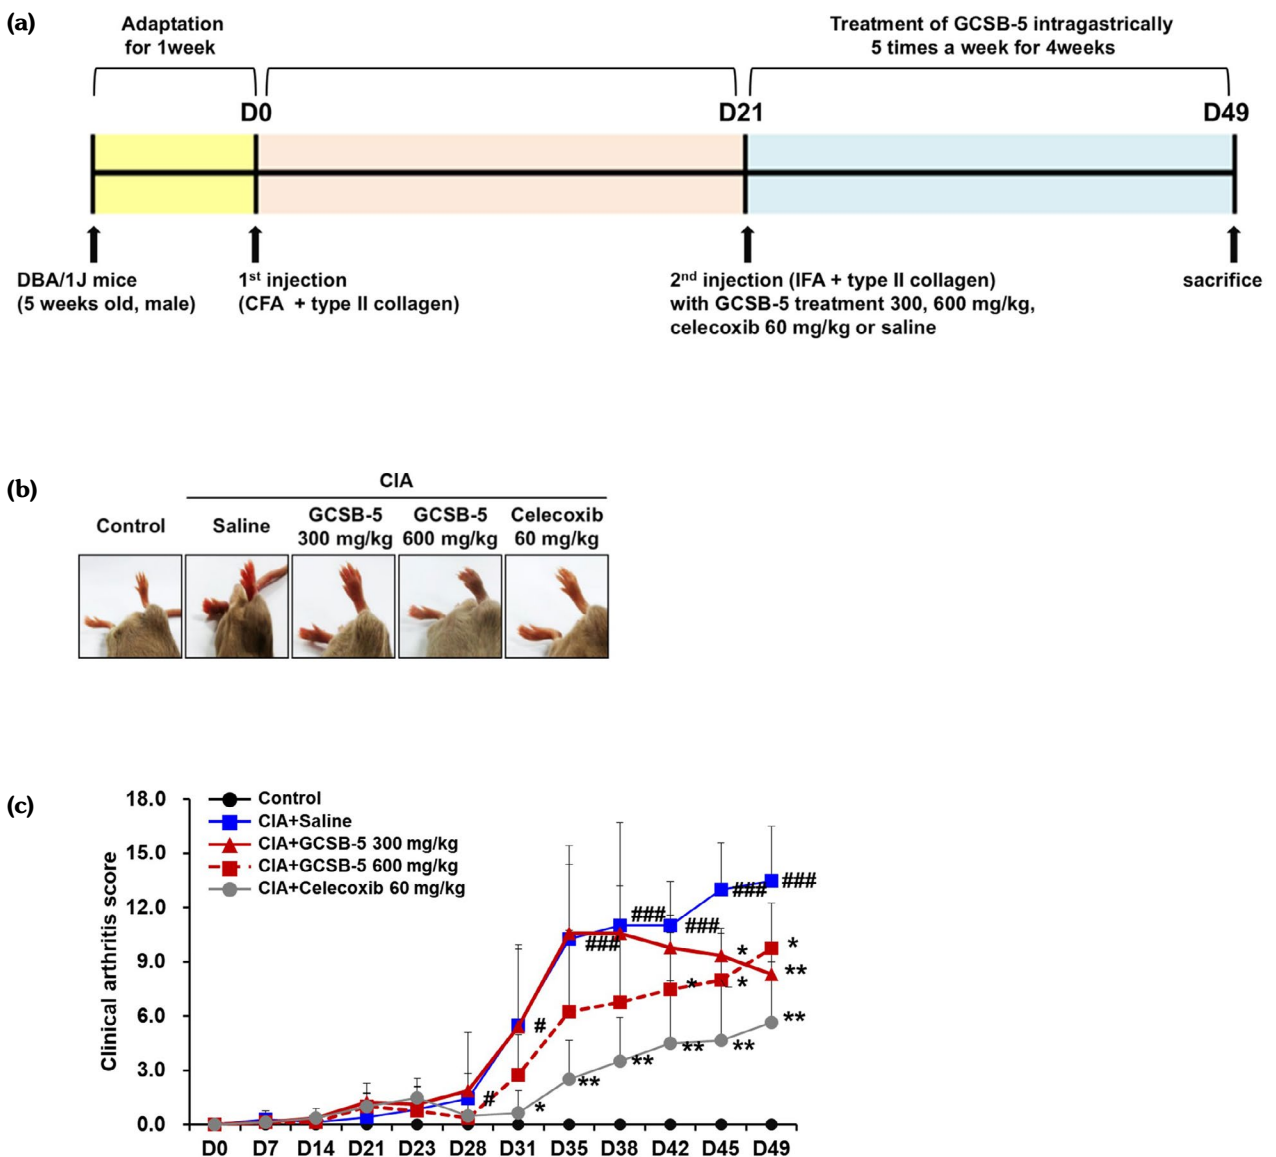 (a)
Adaptation
for 1week
Treatment of GCSB-5 intragastrically
5 times a week for 4weeks
D0
D21
D49
DBA/1J mice
(5 weeks old, male)
1st injection
(CFA + type II collagen)
2nd injection (IFA + type II collagen)
with GCSB-5 treatment 300, 600 mg/kg,
celecoxib 60 mg/kg or saline
sacrifice
(b)
CIA
Control
Saline
GCSB-5
300 mg/kg
GCSB-5
600 mg/kg
Celecoxib
60 mg/kg
(c)
Clinical arthritis score
18.0
15.0
12.0
9.0
6.0
3.0
0.0
Control
CIA+Saline
CIA+GCSB-5 300 mg/kg
CIA+GCSB-5 600 mg/kg
CIA+Celecoxib 60 mg/kg
### ###
###
###
###
*
*
**
* *
# **
# * ** ** ** **
D0 D7 D14 D21 D23 D28 D31 D35 D38 D42 D45 D49